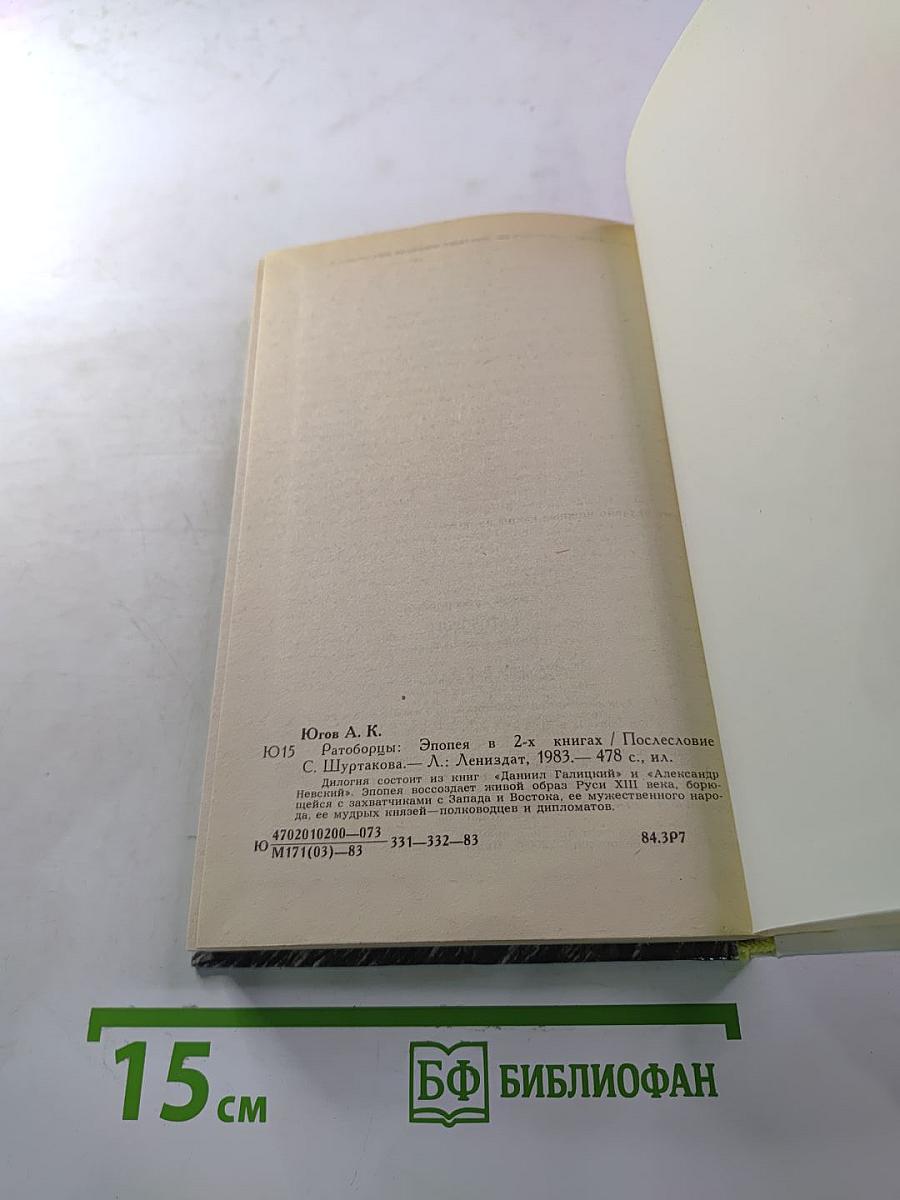 Югов А. К.
Ю15 Ратоборцы: Эпопея в 2-х книгах / Послесловие
С. Шуртакова.— Л.: Лениздат, 1983.— 478 с., ил.
Дилогия состоит из книг «Даниил Галицкий» и «Александр
Невский». Эпопея воссоздает живой образ Руси XIII века, борю-
щейся с захватчиками с Запада и Востока, ее мужественного наро-
да, ее мудрых князей—полководцев и дипломатов.
4702010200—073
Ю М171(03)—83 331—332—83 84.3Р7
15 см БФ БИБЛИОФАН